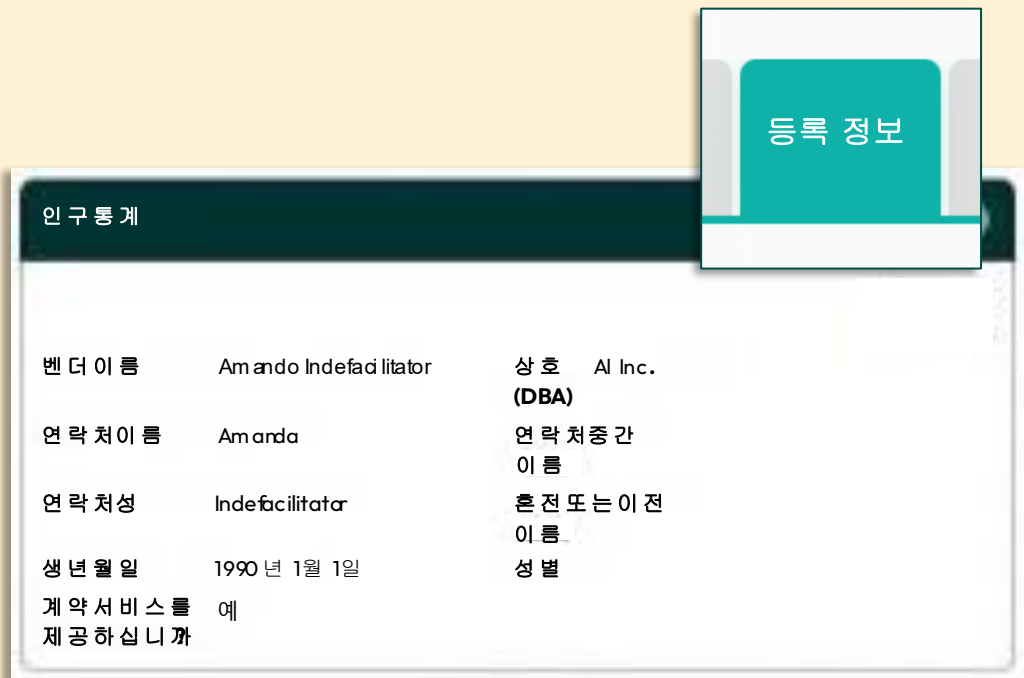 등록 정보
인구통계
벤더이름 Amando Indefacilitator 상호 AI Inc.
(DBA)
연락처이름 Amanda 연락처중간
이름
연락처성 Indefacilitator 혼전또는이전
이름
생년월일 1990년 1월 1일 성별
계약서비스를 예
제공하십니까?